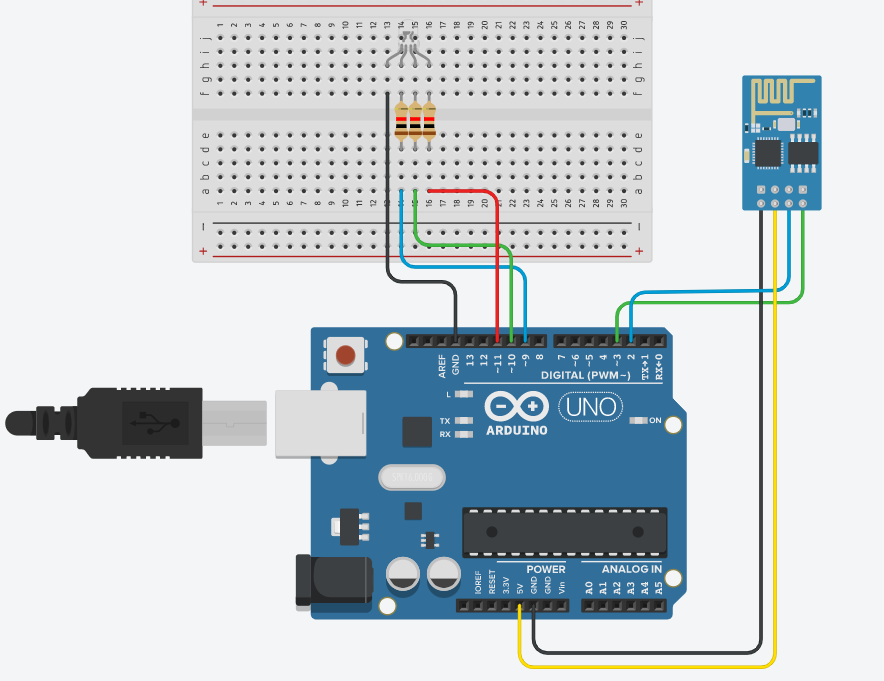 + +
1 2 3 4 5 6 7 8 9 10 11 12 13 14 15 16 17 18 19 20 21 22 23 24 25 26 27 28 29 30
j j
i i
h h
g g
f f
e e
d d
c c
b b
a a
1 2 3 4 5 6 7 8 9 10 11 12 13 14 15 16 17 18 19 20 21 22 23 24 25 26 27 28 29 30
− −
+ +
AREF GND 13 12 ~11 ~10 ~9 8 7 ~6 ~5 4 ~3 2 TX→1 RX←0
DIGITAL (PWM~)
L
TX
RX
UNO
ON
ARDUINO
POWER
ANALOG IN
IOREF RESET 3.3V 5V GND GND Vin A0 A1 A2 A3 A4 A5